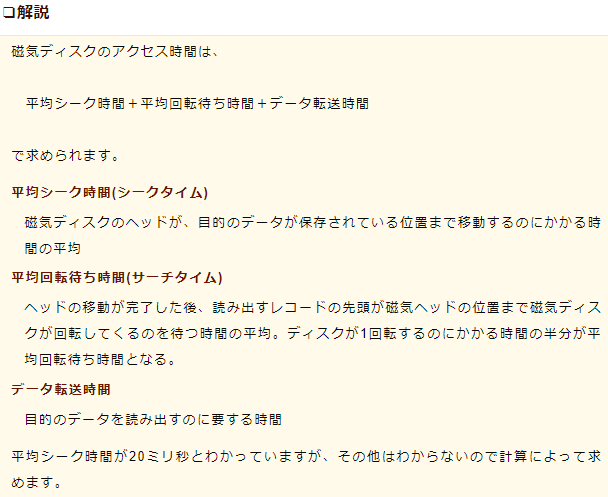 ❏解説
磁気ディスクのアクセス時間は、
平均シーク時間＋平均回転待ち時間＋データ転送時間
で求められます。
平均シーク時間(シークタイム)
磁気ディスクのヘッドが、目的のデータが保存されている位置まで移動するのにかかる時
間の平均
平均回転待ち時間(サーチタイム)
ヘッドの移動が完了した後、読み出すレコードの先頭が磁気ヘッドの位置まで磁気ディス
クが回転してくるのを待つ時間の平均。ディスクが1回転するのにかかる時間の半分が平
均回転待ち時間となる。
データ転送時間
目的のデータを読み出すのに要する時間
平均シーク時間が20ミリ秒とわかっていますが、その他はわからないので計算によって求
めます。